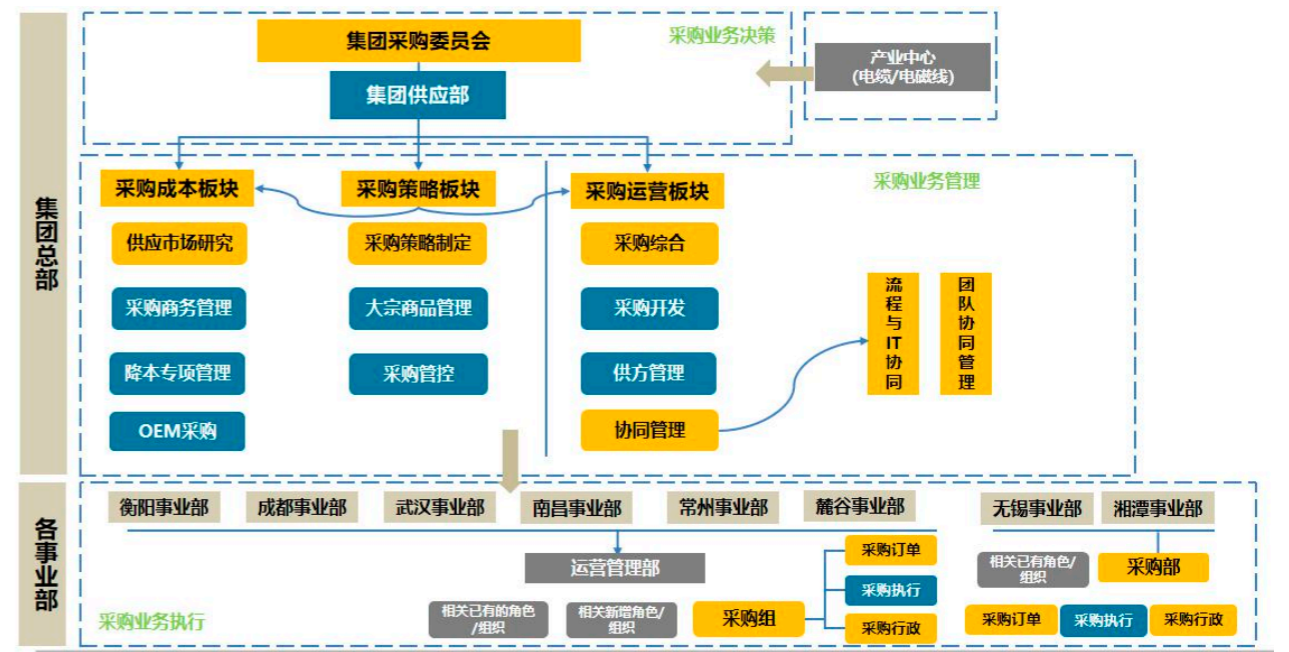 集团总部
集团采购委员会
采购业务决策
集团供应部
产业中心
(电缆/电磁线)
采购业务管理
采购成本板块
采购策略板块
采购运营板块
供应市场研究
采购策略制定
采购综合
采购商务管理
大宗商品管理
采购开发
降本专项管理
采购管控
供方管理
OEM采购
协同管理
流程与IT协同
团队协同管理
各事业部
衡阳事业部
成都事业部
武汉事业部
南昌事业部
常州事业部
麓谷事业部
无锡事业部
湘潭事业部
运营管理部
采购订单
采购执行
采购行政
相关已有角色/
组织
采购部
采购业务执行
相关已有的角色
/组织
相关新增角色/
组织
采购组
采购订单
采购执行
采购行政